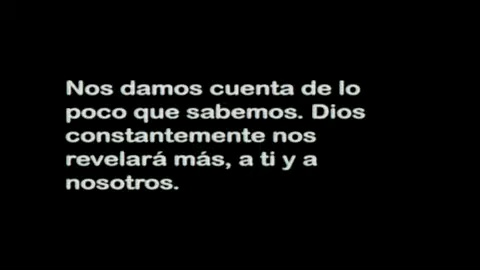 Nos damos cuenta de lo
poco que sabemos. Dios
constantemente nos
revelará más, a ti y a
nosotros.